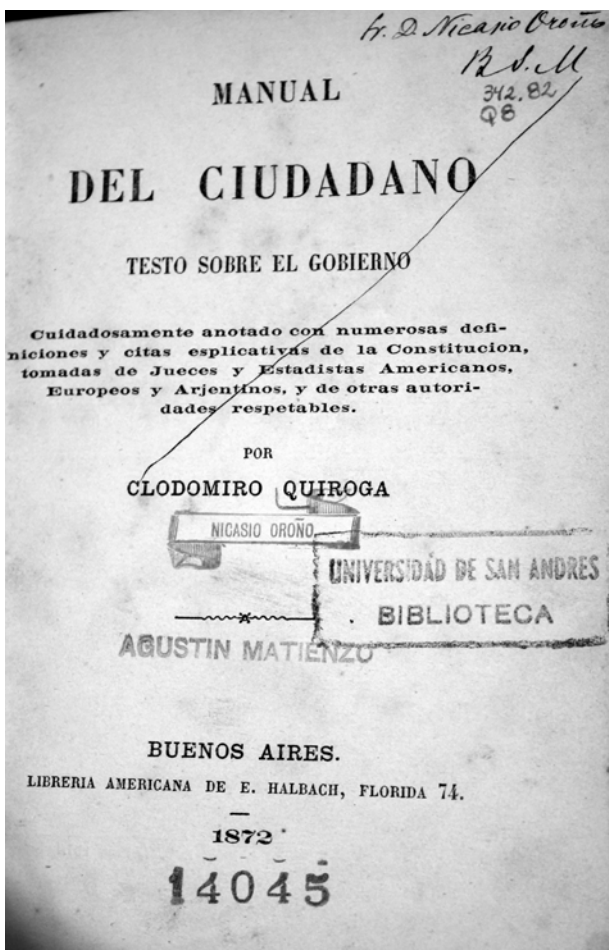 Sr. D. Nicasio Oroño
B. S. M
342.82
Q8
MANUAL
DEL CIUDADANO
TESTO SOBRE EL GOBIERNO
Cuidadosamente anotado con numerosas defi-
niciones y citas esplicativas de la Constitucion,
tomadas de Jueces y Estadistas Americanos,
Europeos y Arjentinos, y de otras autori-
dades respetables.
POR
CLODOMIRO QUIROGA
NICASIO OROÑO
UNIVERSIDAD DE SAN ANDRES
BIBLIOTECA
AGUSTIN MATIENZO
BUENOS AIRES.
LIBRERIA AMERICANA DE E. HALBACH, FLORIDA 74.
1872
14045